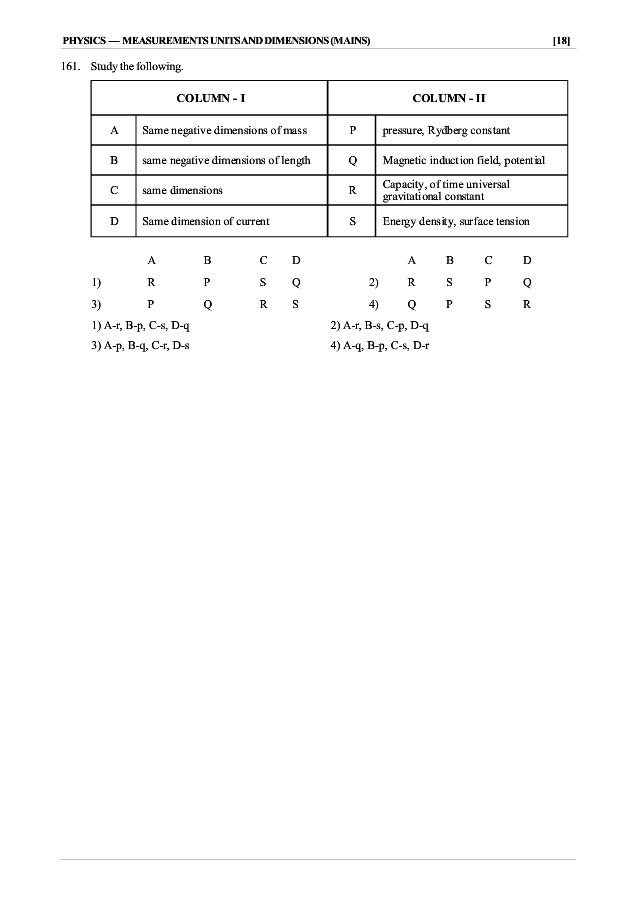 PHYSICS — MEASUREMENTS UNITS AND DIMENSIONS (MAINS) [18]
161. Study the following.
COLUMN - I COLUMN - II
A Same negative dimensions of mass P pressure, Rydberg constant
B same negative dimensions of length Q Magnetic induction field, potential
C same dimensions R Capacity, of time universal
gravitational constant
D Same dimension of current S Energy density, surface tension
A B C D A B C D
1) R P S Q 2) R S P Q
3) P Q R S 4) Q P S R
1) A-r, B-p, C-s, D-q 2) A-r, B-s, C-p, D-q
3) A-p, B-q, C-r, D-s 4) A-q, B-p, C-s, D-r